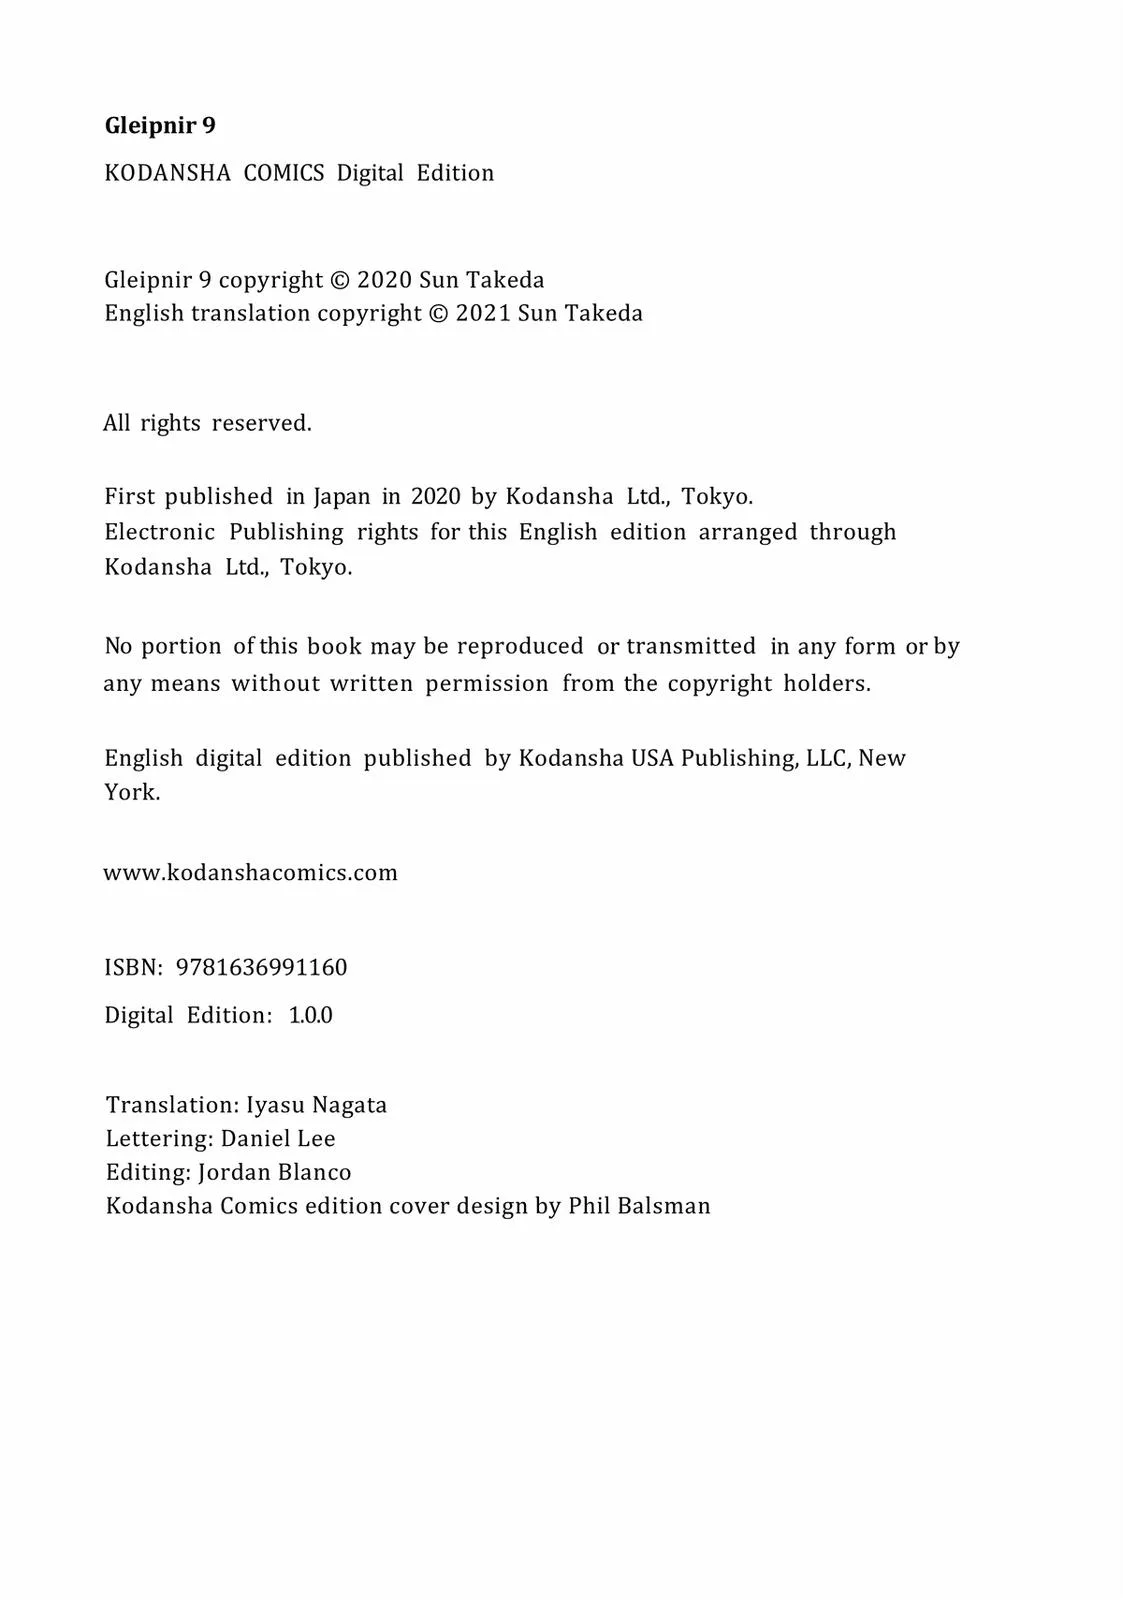 Gleipnir 9
KODANSHA COMICS Digital Edition
Gleipnir 9 copyright © 2020 Sun Takeda
English translation copyright © 2021 Sun Takeda
All rights reserved.
First published in Japan in 2020 by Kodansha Ltd., Tokyo.
Electronic Publishing rights for this English edition arranged through
Kodansha Ltd., Tokyo.
No portion of this book may be reproduced or transmitted in any form or by
any means without written permission from the copyright holders.
English digital edition published by Kodansha USA Publishing, LLC, New
York.
www.kodanshacomics.com
ISBN: 9781636991160
Digital Edition: 1.0.0
Translation: Iyasu Nagata
Lettering: Daniel Lee
Editing: Jordan Blanco
Kodansha Comics edition cover design by Phil Balsman